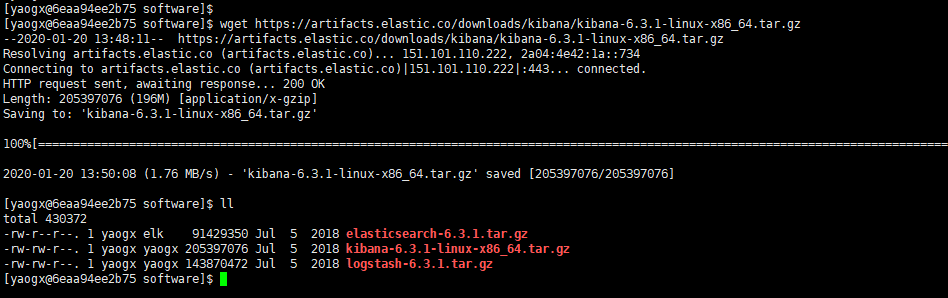 [yaogx@6eaa94ee2b75 software]$
[yaogx@6eaa94ee2b75 software]$ wget https://artifacts.elastic.co/downloads/kibana/kibana-6.3.1-linux-x86_64.tar.gz
--2020-01-20 13:48:11--  https://artifacts.elastic.co/downloads/kibana/kibana-6.3.1-linux-x86_64.tar.gz
Resolving artifacts.elastic.co (artifacts.elastic.co)... 151.101.110.222, 2a04:4e42:1a::734
Connecting to artifacts.elastic.co (artifacts.elastic.co)|151.101.110.222|:443... connected.
HTTP request sent, awaiting response... 200 OK
Length: 205397076 (196M) [application/x-gzip]
Saving to: 'kibana-6.3.1-linux-x86_64.tar.gz'
100%[==============================================================================================================================
2020-01-20 13:50:08 (1.76 MB/s) - 'kibana-6.3.1-linux-x86_64.tar.gz' saved [205397076/205397076]
[yaogx@6eaa94ee2b75 software]$ ll
total 430372
-rw-r--r--. 1 yaogx elk    91429350 Jul  5  2018 elasticsearch-6.3.1.tar.gz
-rw-rw-r--. 1 yaogx yaogx 205397076 Jul  5  2018 kibana-6.3.1-linux-x86_64.tar.gz
-rw-rw-r--. 1 yaogx yaogx 143870472 Jul  5  2018 logstash-6.3.1.tar.gz
[yaogx@6eaa94ee2b75 software]$